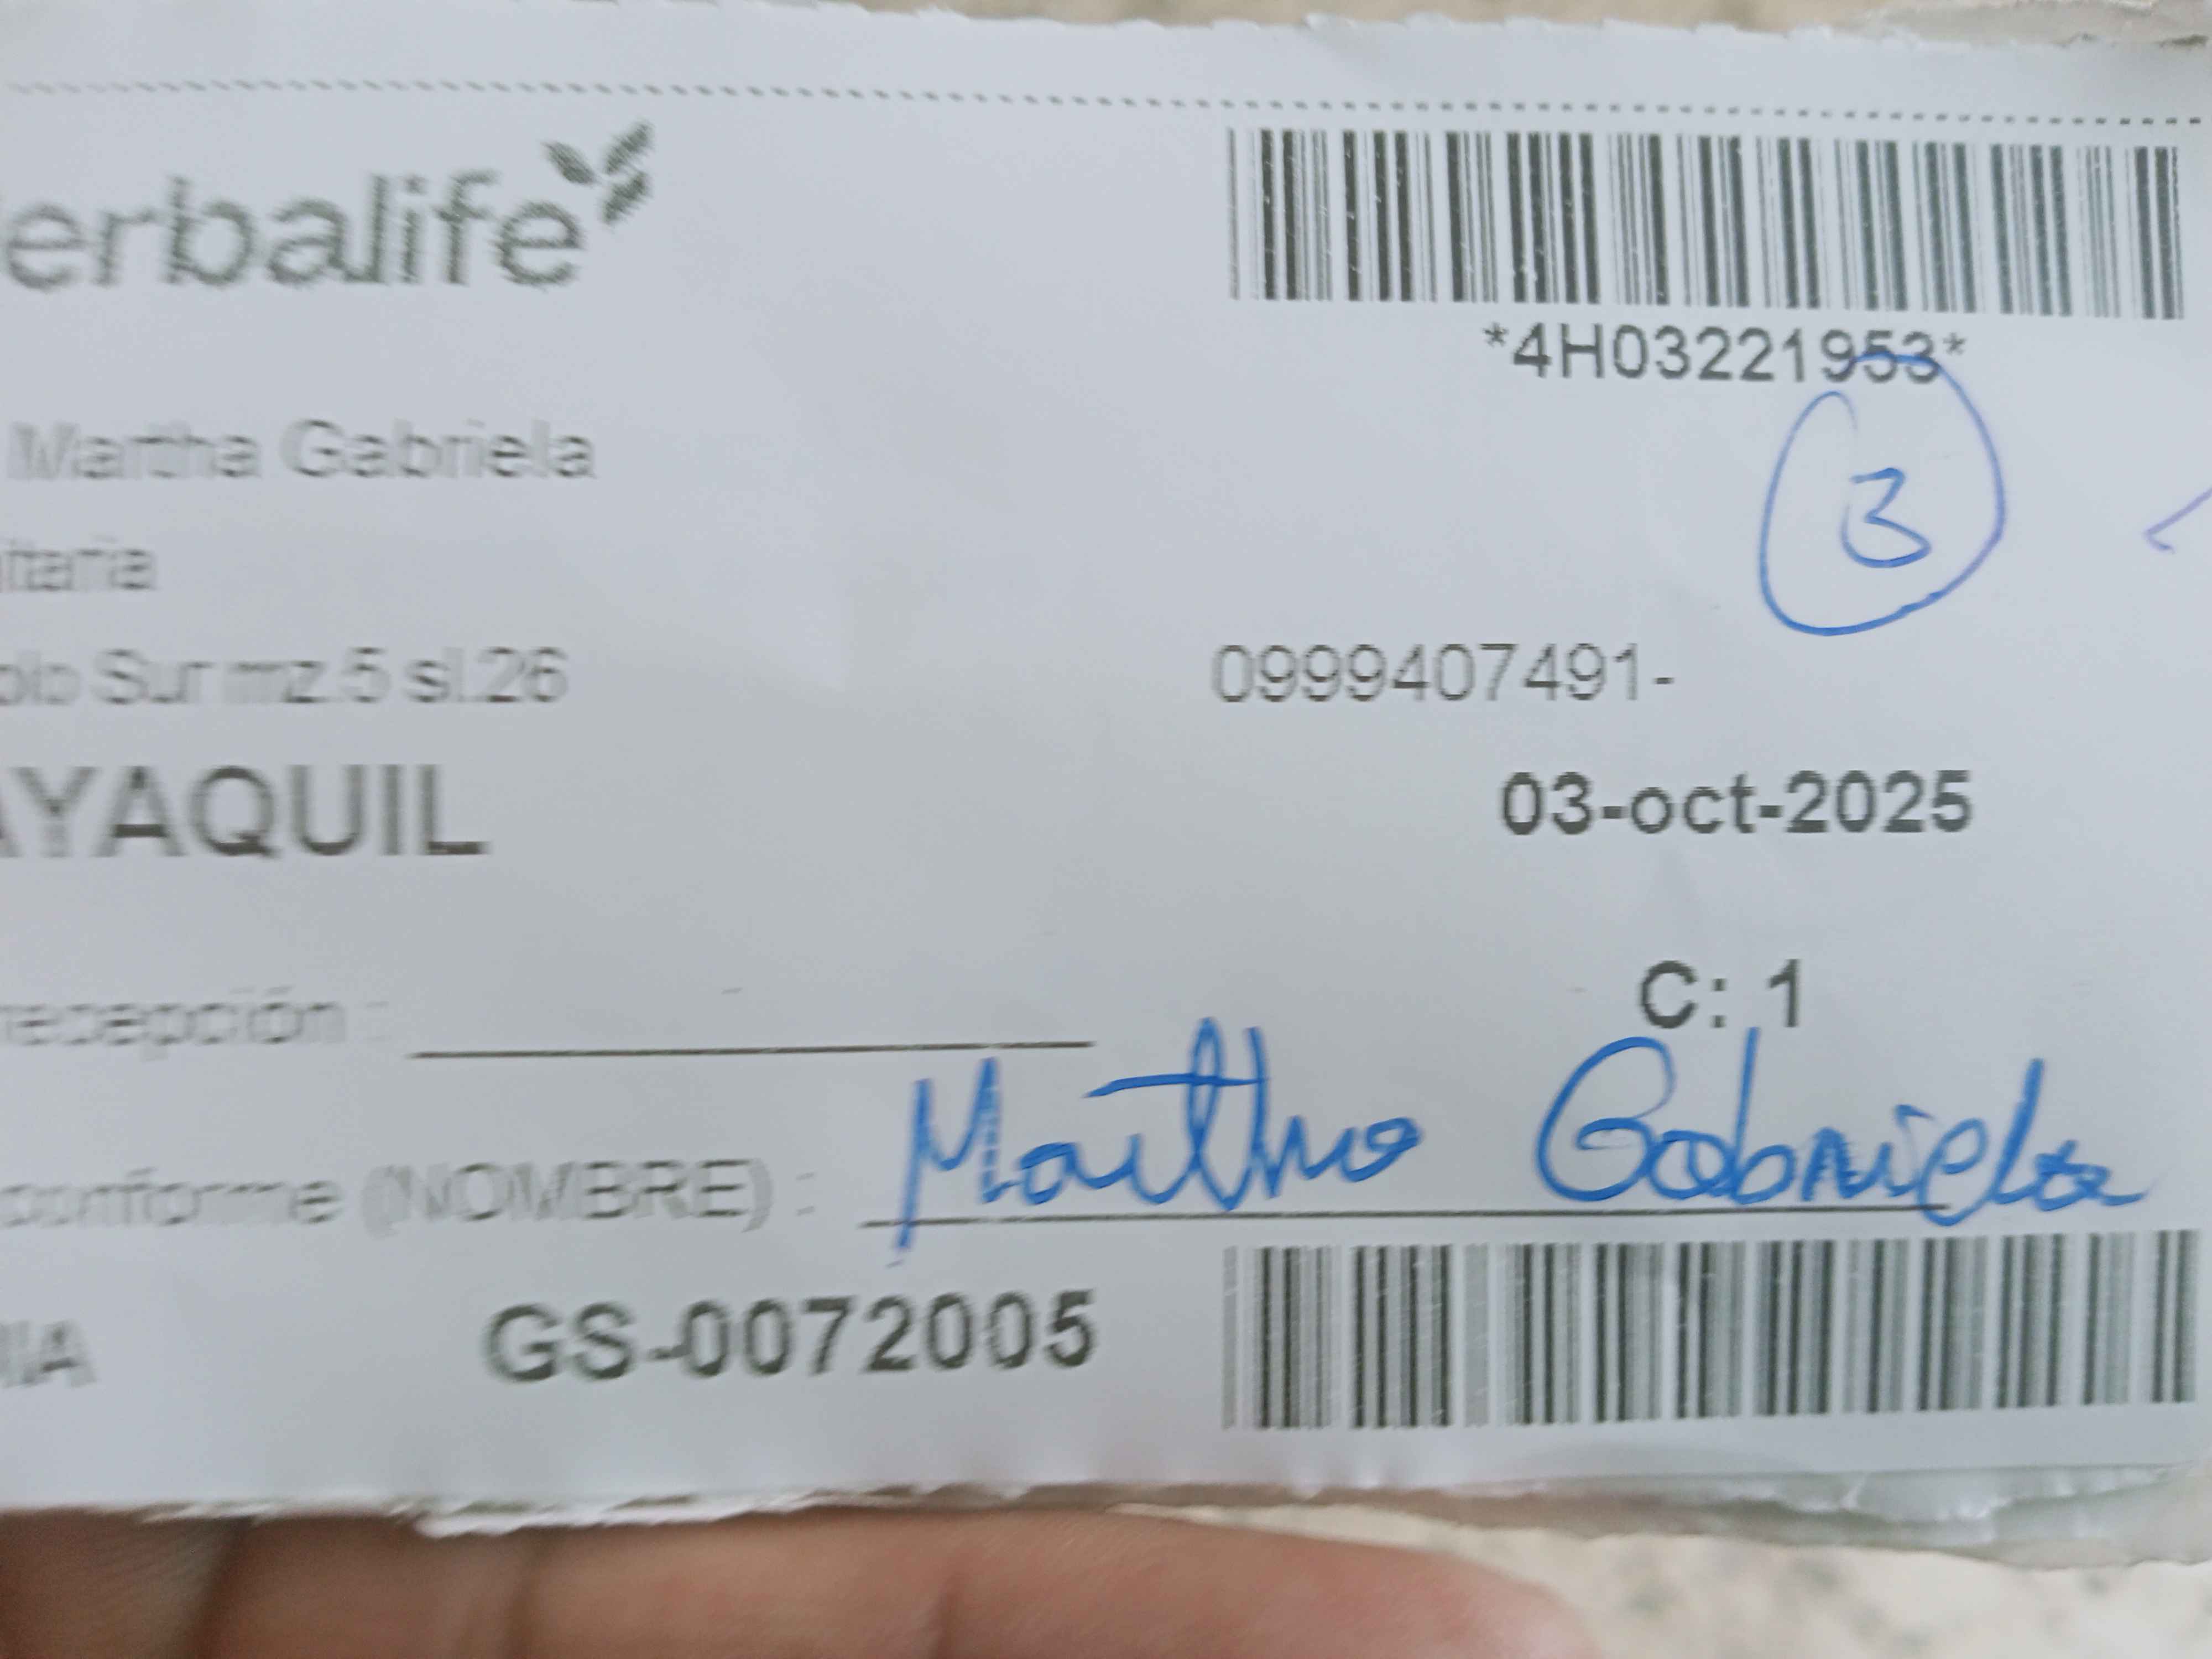 erbalife
*4H03221953*
Martha Gabriela
3
itaria
olo Sur mz.5 sl.26 0999407491-
AYAQUIL 03-oct-2025
C: 1
recepción :
conforme (NOMBRE) : Martha Gabriela
IA GS-0072005